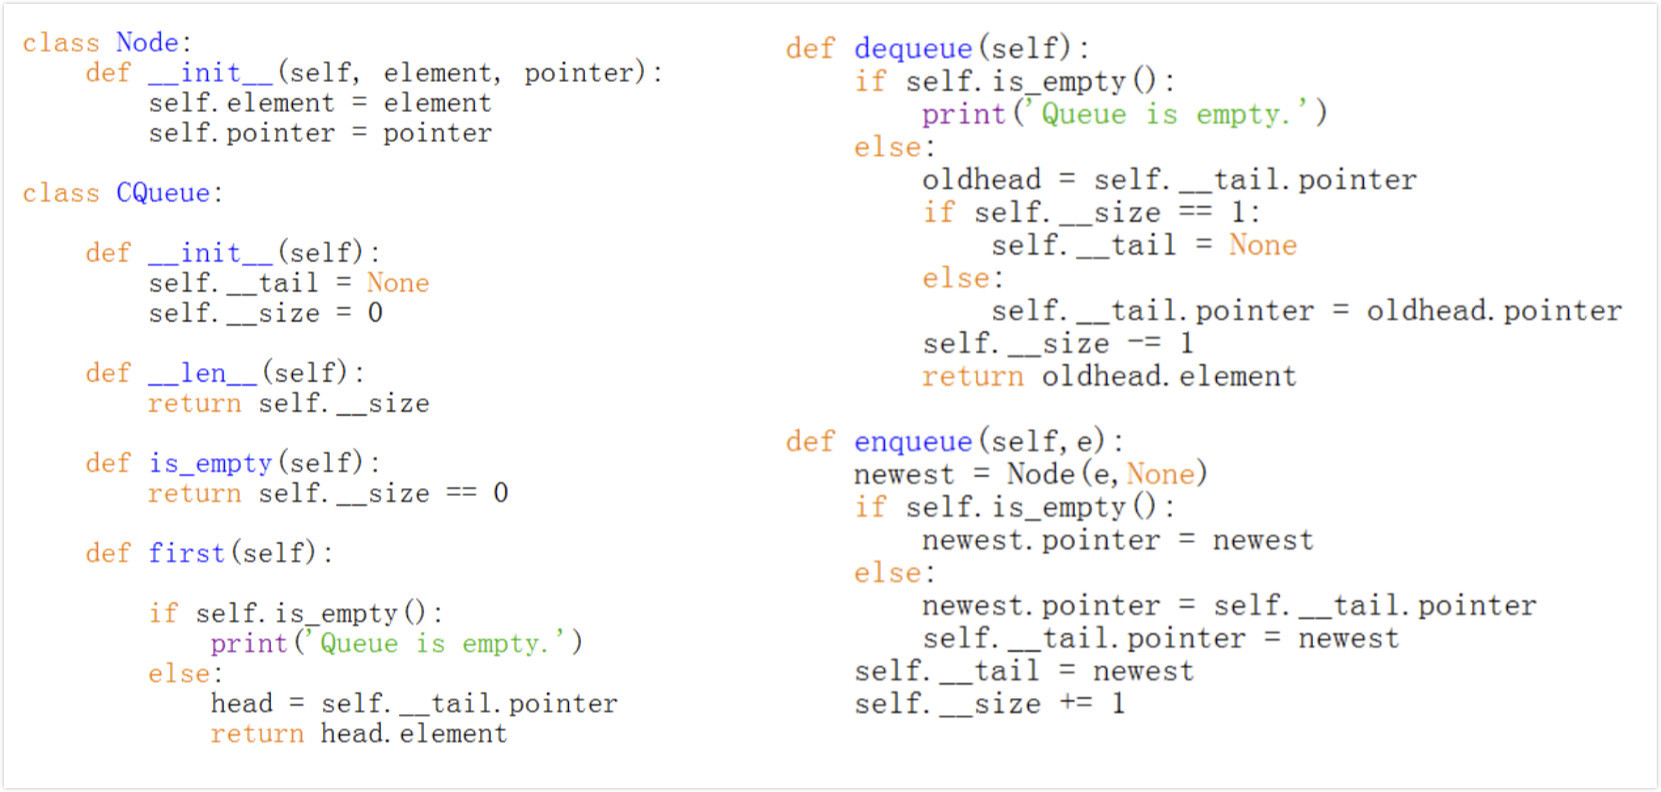 class Node:
    def __init__(self, element, pointer):
        self.element = element
        self.pointer = pointer
class CQueue:
    def __init__(self):
        self.__tail = None
        self.__size = 0
    def __len__(self):
        return self.__size
    def is_empty(self):
        return self.__size == 0
    def first(self):
        if self.is_empty():
            print('Queue is empty.')
        else:
            head = self.__tail.pointer
            return head.element
    def dequeue(self):
        if self.is_empty():
            print('Queue is empty.')
        else:
            oldhead = self.__tail.pointer
            if self.__size == 1:
                self.__tail = None
            else:
                self.__tail.pointer = oldhead.pointer
            self.__size -= 1
            return oldhead.element
    def enqueue(self,e):
        newest = Node(e,None)
        if self.is_empty():
            newest.pointer = newest
        else:
            newest.pointer = self.__tail.pointer
            self.__tail.pointer = newest
        self.__tail = newest
        self.__size += 1